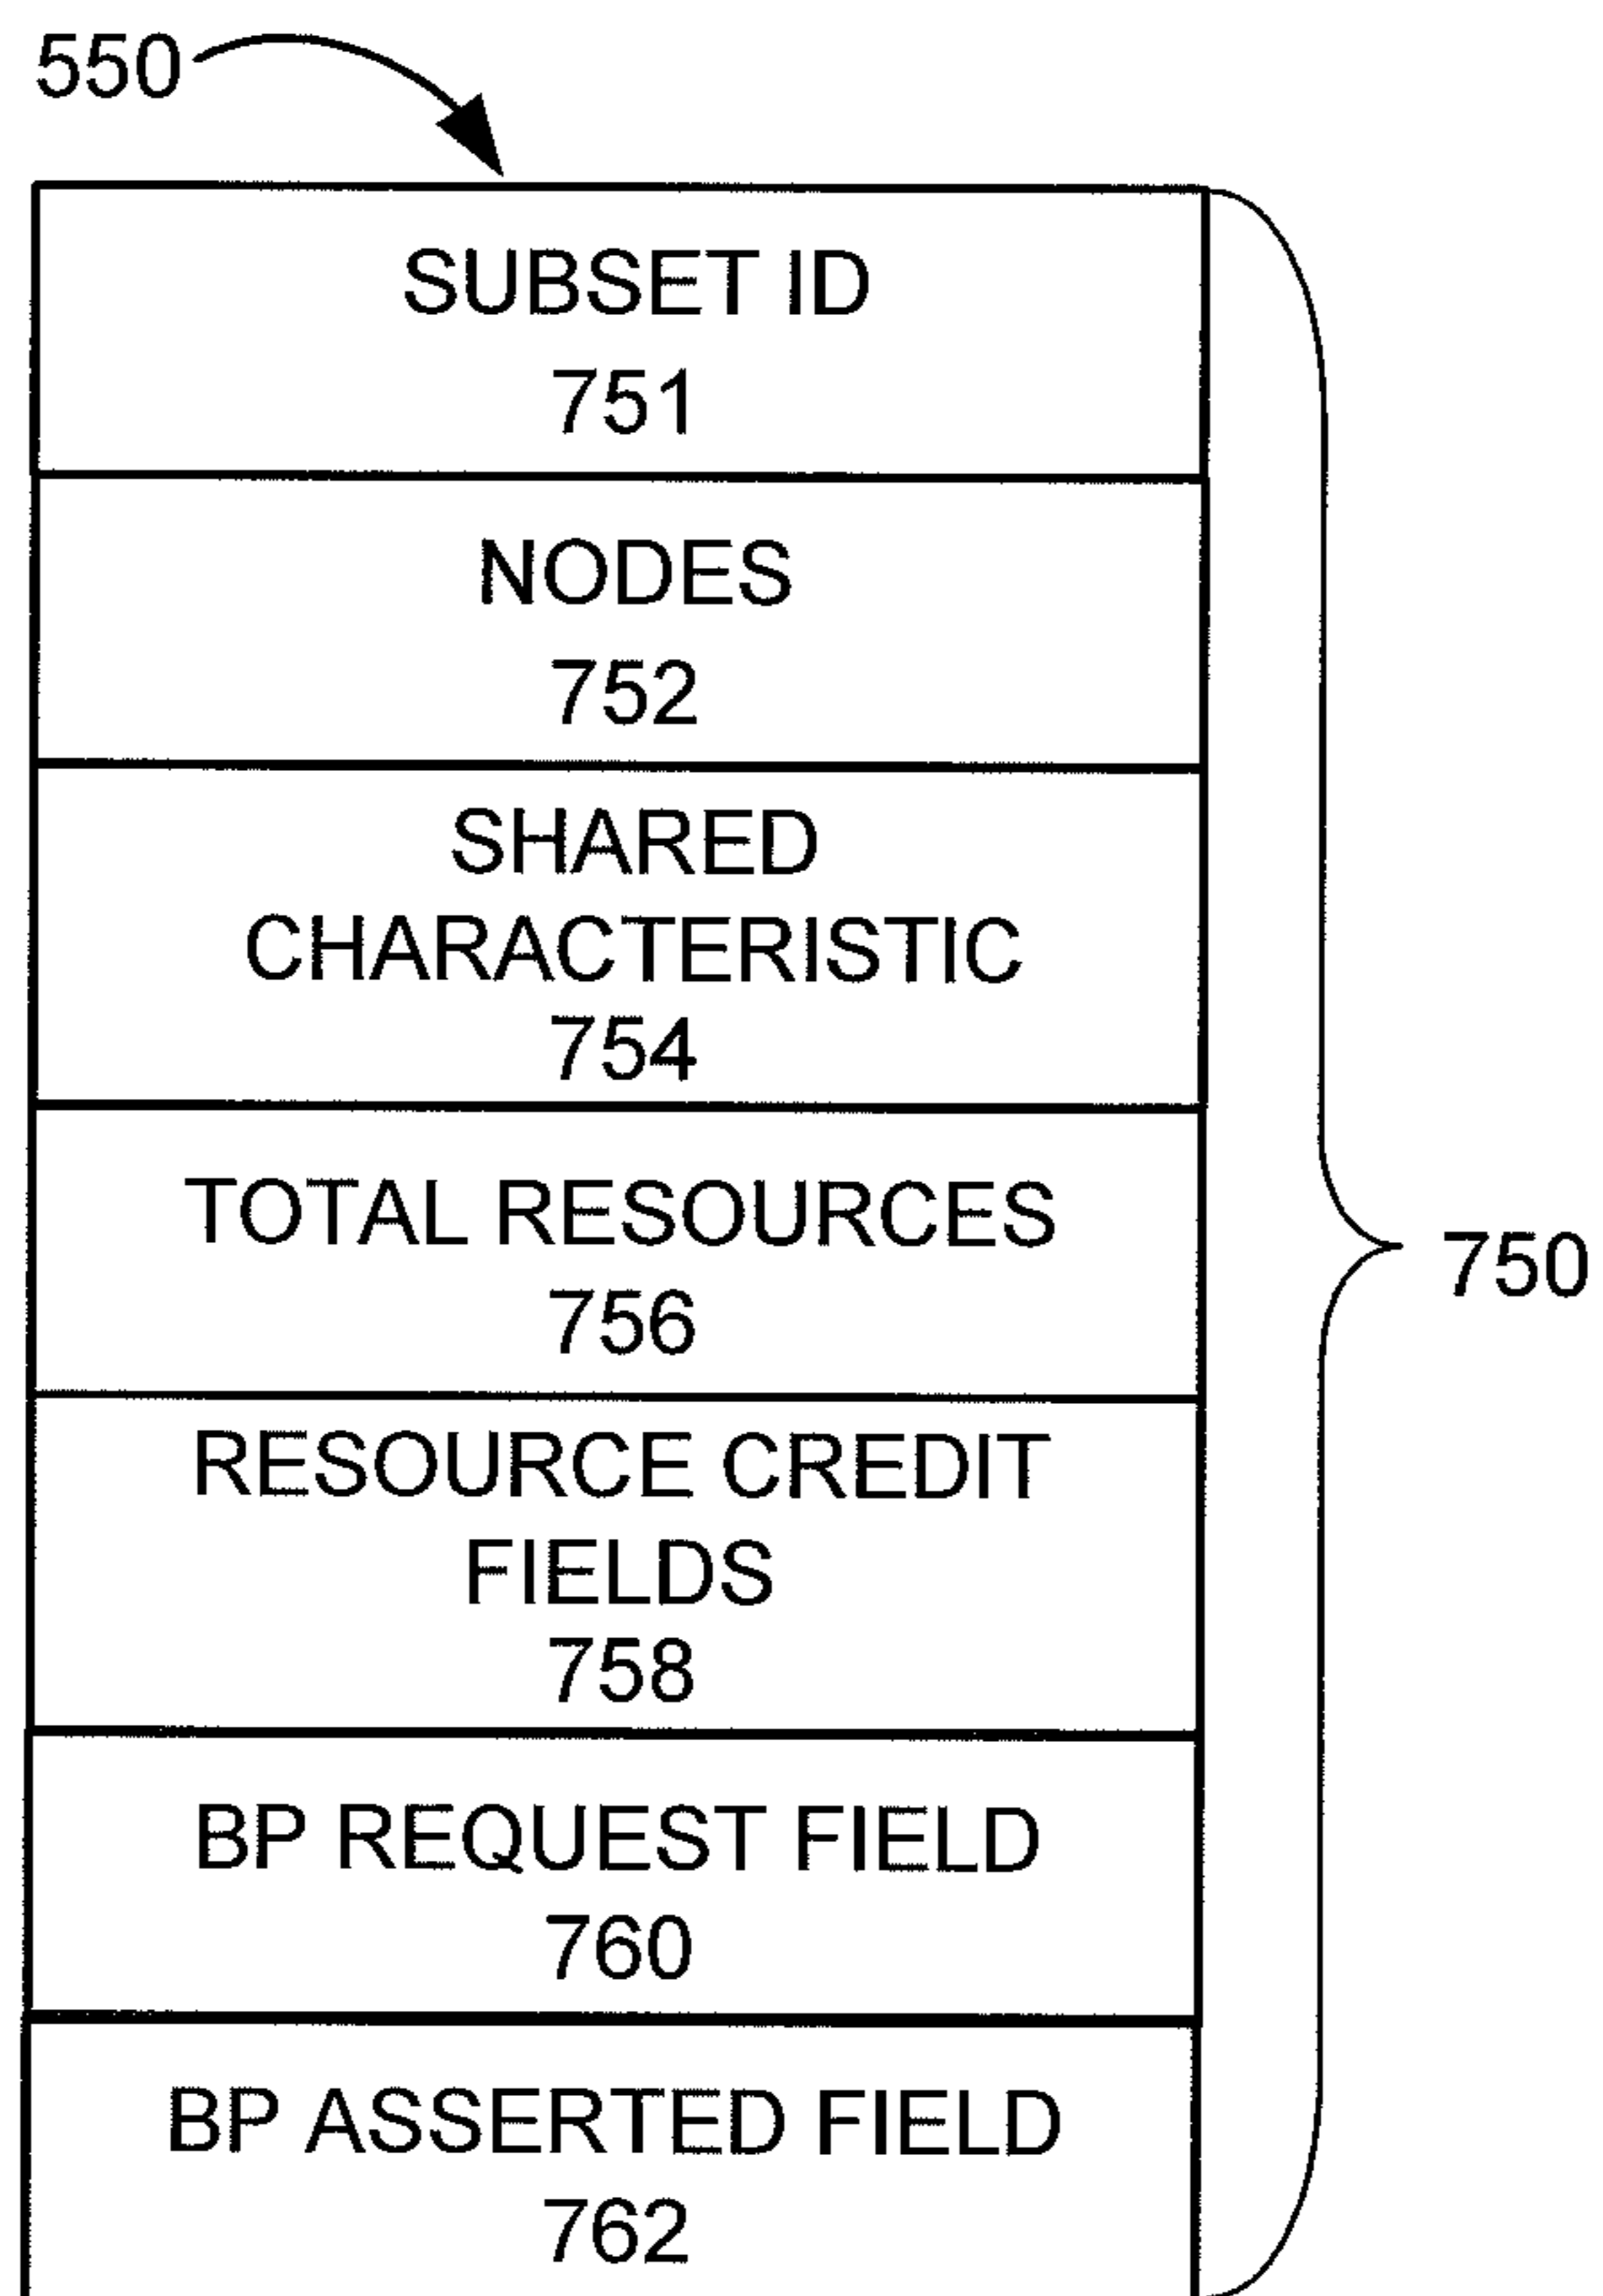 550
SUBSET ID
751
NODES
752
SHARED
CHARACTERISTIC
754
TOTAL RESOURCES
756
750
RESOURCE CREDIT
FIELDS
758
BP REQUEST FIELD
760
BP ASSERTED FIELD
762